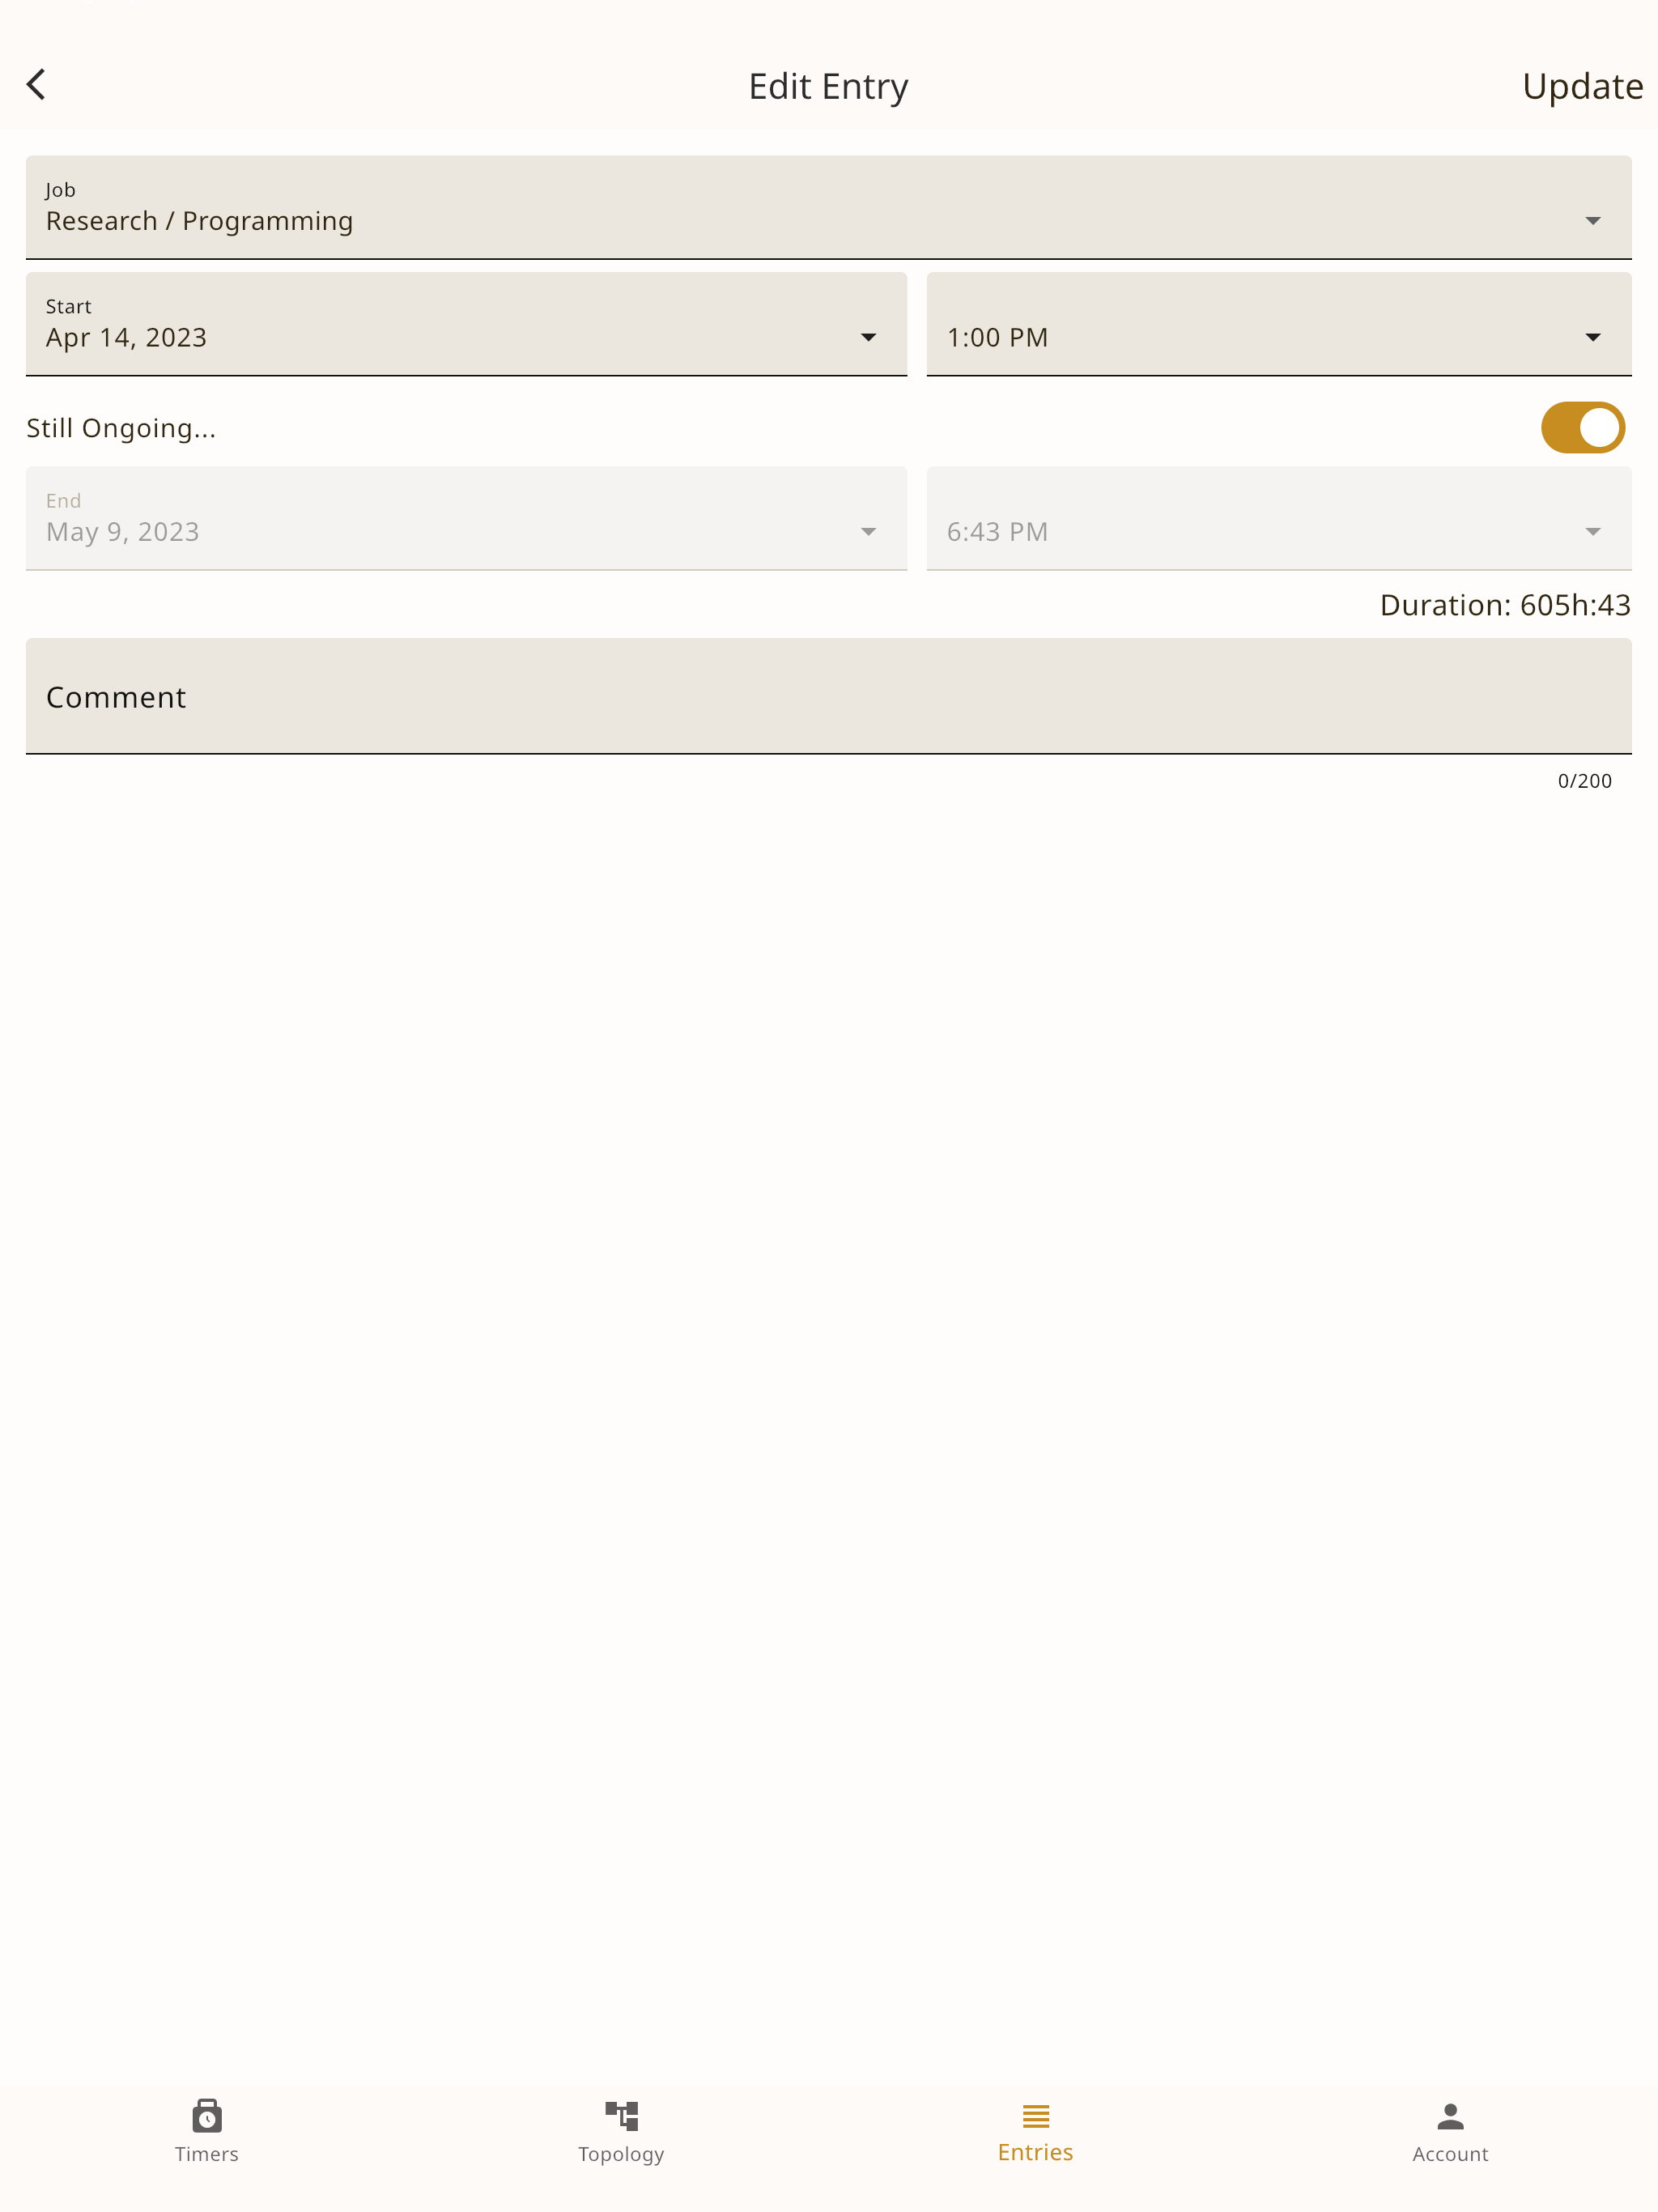 Edit Entry
Update
Job
Research / Programming
Start
Apr 14, 2023
1:00 PM
Still Ongoing...
End
May 9, 2023
6:43 PM
Duration: 605h:43
Comment
0/200
Timers
Topology
Entries
Account